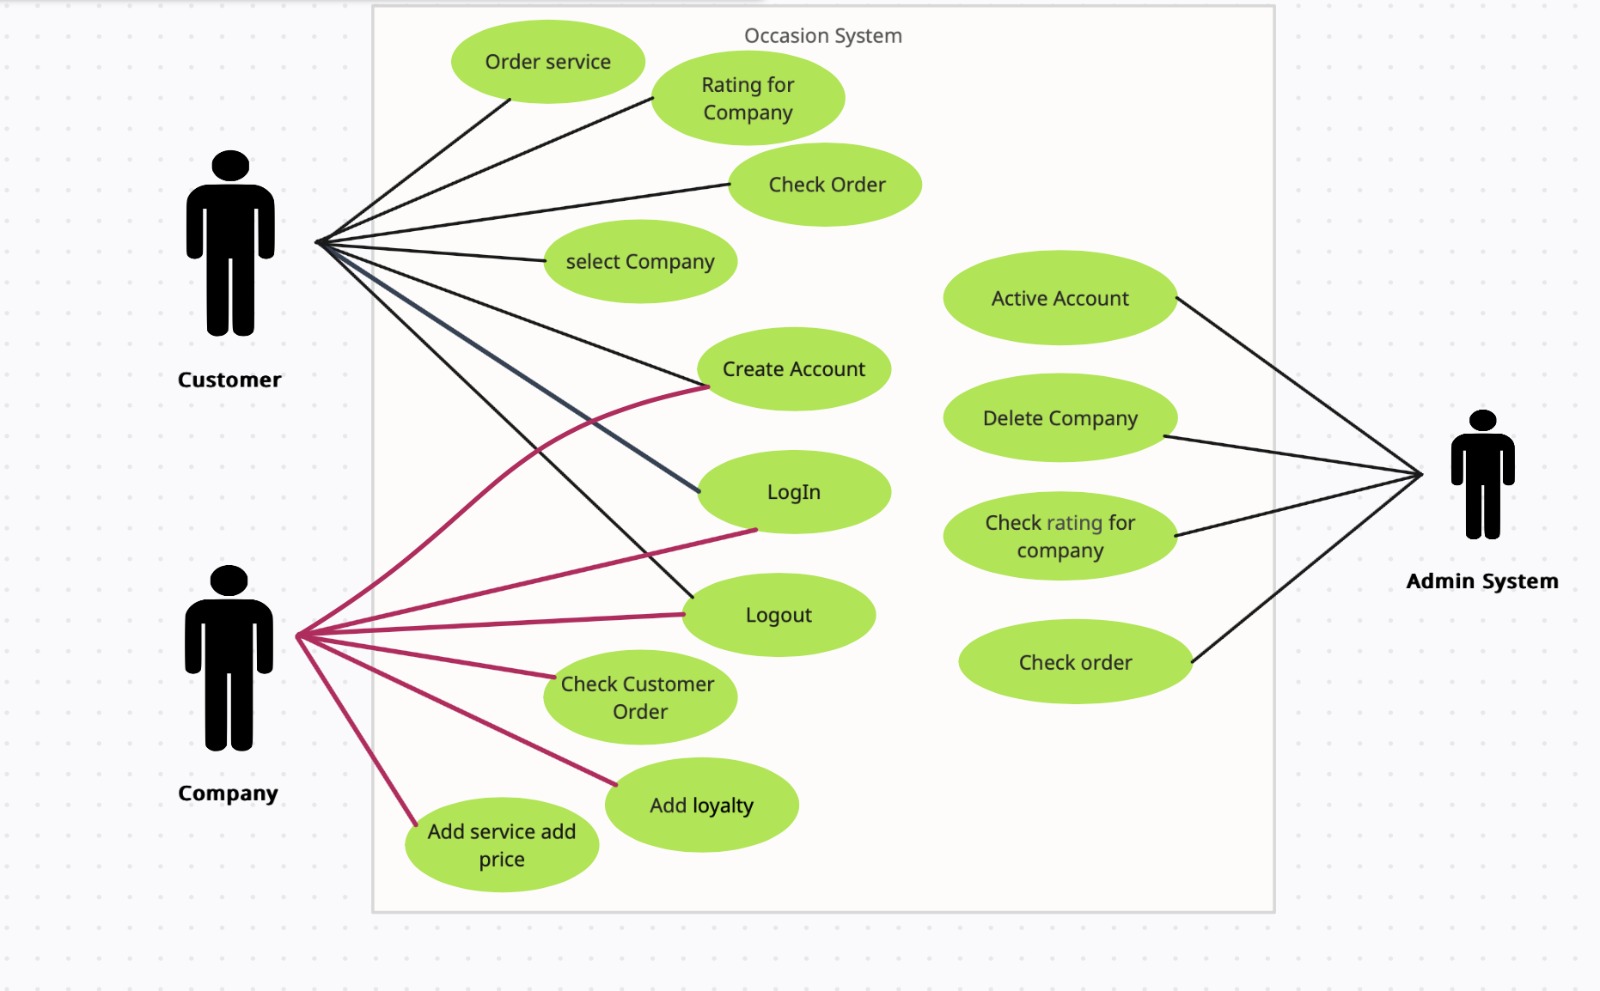 Occasion System
Order service
Rating for
Company
Check Order
select Company
Create Account
LogIn
Logout
Check Customer
Order
Add loyalty
Add service add
price
Active Account
Delete Company
Check rating for
company
Check order
Customer
Company
Admin System